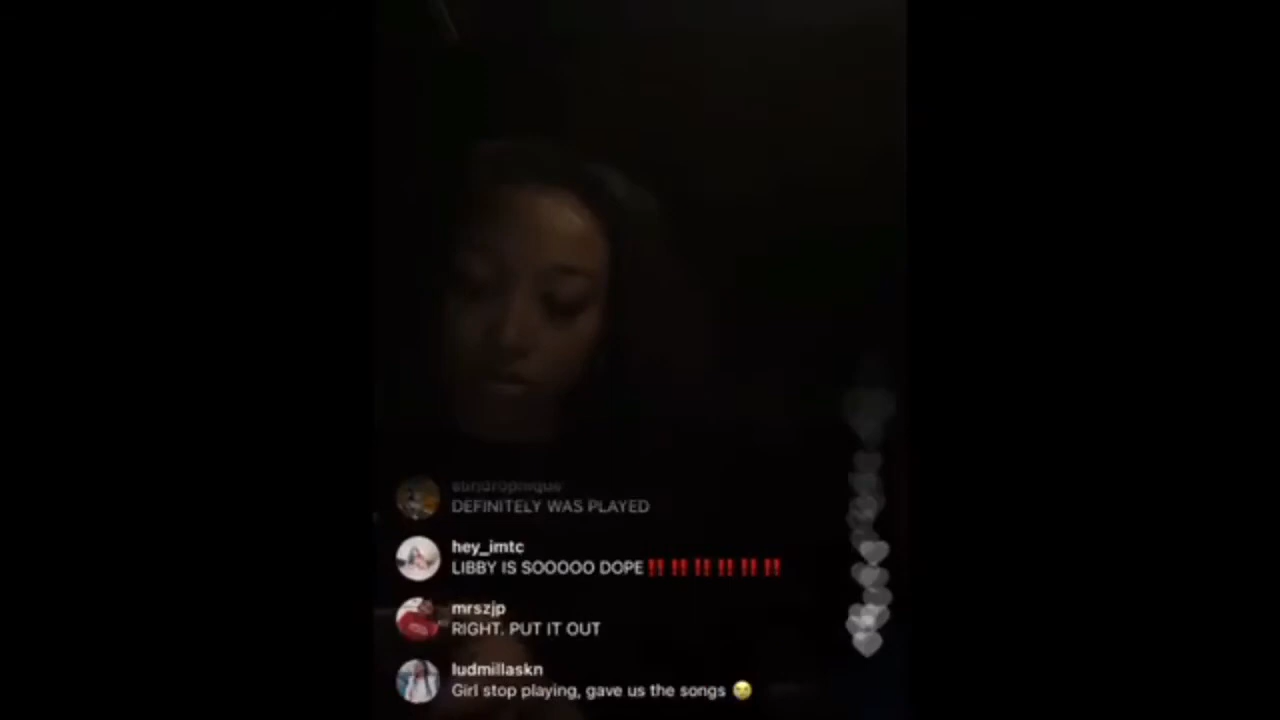 DEFINITELY WAS PLAYED
hey_imtc
LIBBY IS SOOOOO DOPE‼️‼️‼️‼️‼️‼️
mrszjp
RIGHT. PUT IT OUT
ludmillaskn
Girl stop playing, gave us the songs 😭